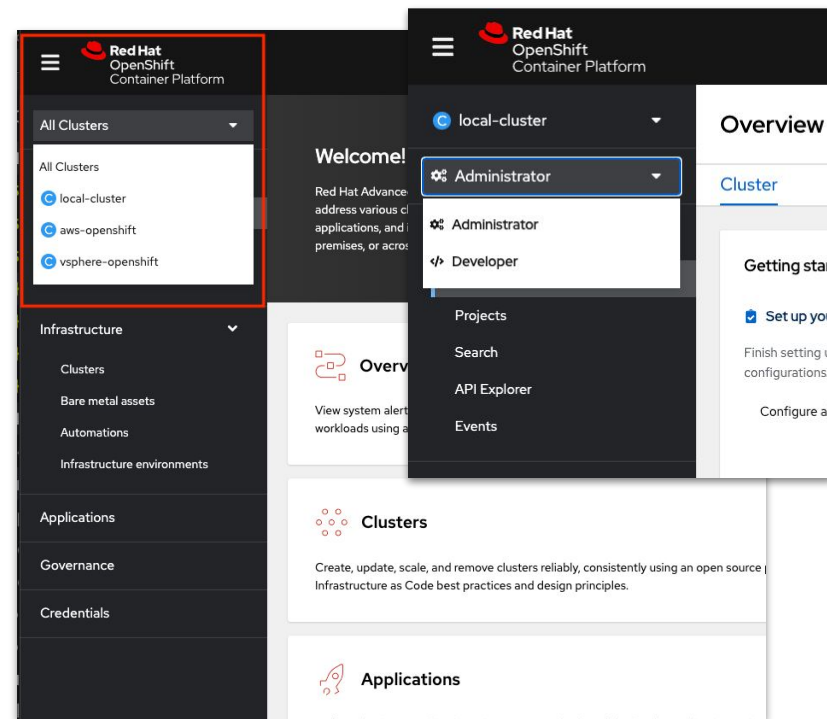 Red Hat
OpenShift
Container Platform
All Clusters
All Clusters
local-cluster
aws-openshift
vsphere-openshift
Infrastructure
Clusters
Bare metal assets
Automations
Infrastructure environments
Applications
Governance
Credentials
Welcome!
Red Hat Advance
address various c
applications, and i
premises, or acros
Overv
View system alert
workloads using a
Clusters
Create, update, scale, and remove clusters reliably, consistently using an open source
Infrastructure as Code best practices and design principles.
Applications
Red Hat
OpenShift
Container Platform
C local-cluster
Administrator
Administrator
Developer
Projects
Search
API Explorer
Events
Overview
Cluster
Getting star
Set up you
Finish setting u
configurations
Configure a